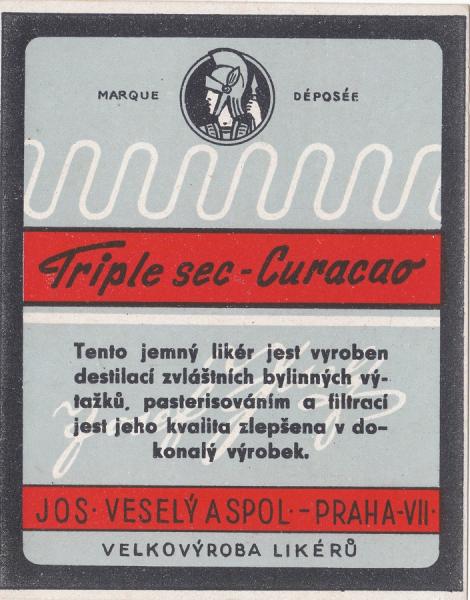 MARQUE DÉPOSÉE
Triple sec - Curacao
Tento jemný likér jest vyroben
destilací zvláštních bylinných vý-
tažků, pasterisováním a filtrací
jest jeho kvalita zlepšena v do-
konalý výrobek.
JOS· VESELÝ A SPOL·-PRAHA-VII·
VELKOVÝROBA LIKÉRŮ